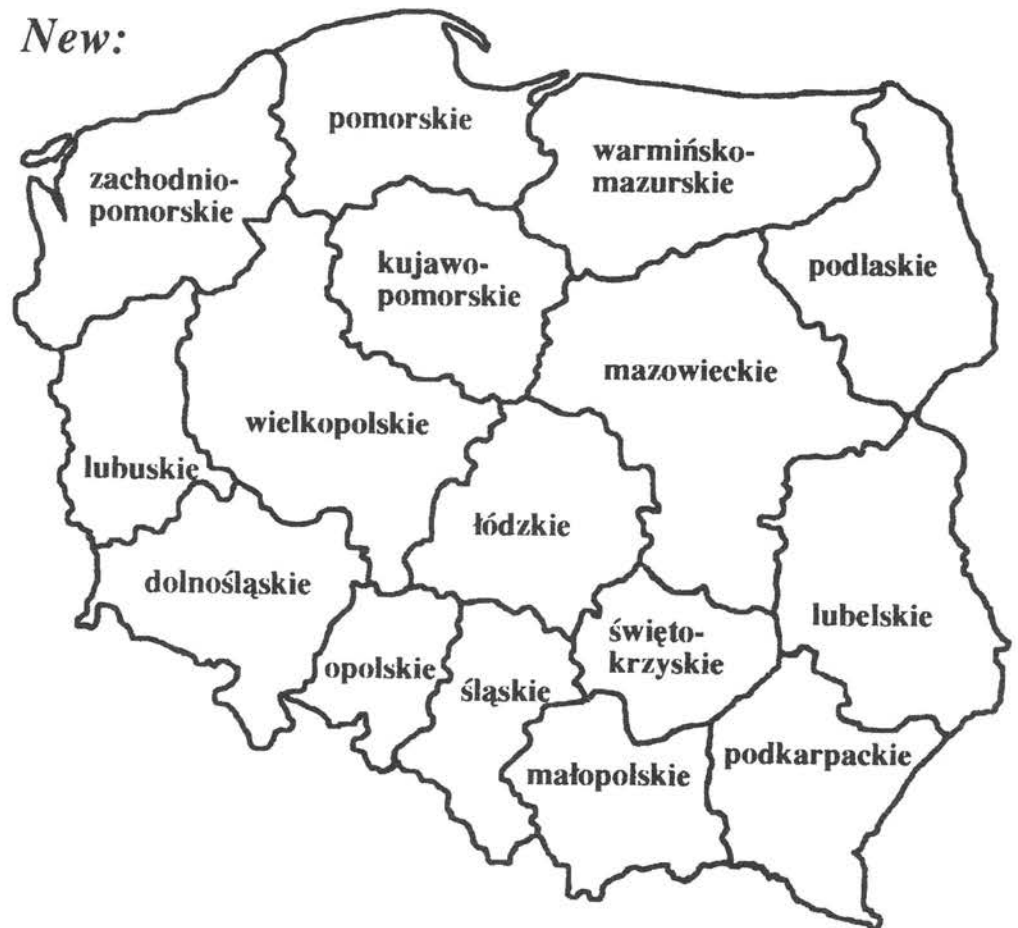 New:
pomorskie
warmińsko-
mazurskie
zachodnio-
pomorskie
kujawo-
pomorskie
podlaskie
mazowieckie
wielkopolskie
lubuskie
łódzkie
dolnośląskie
lubelskie
święto-
krzyskie
opolskie
śląskie
małopolskie
podkarpackie